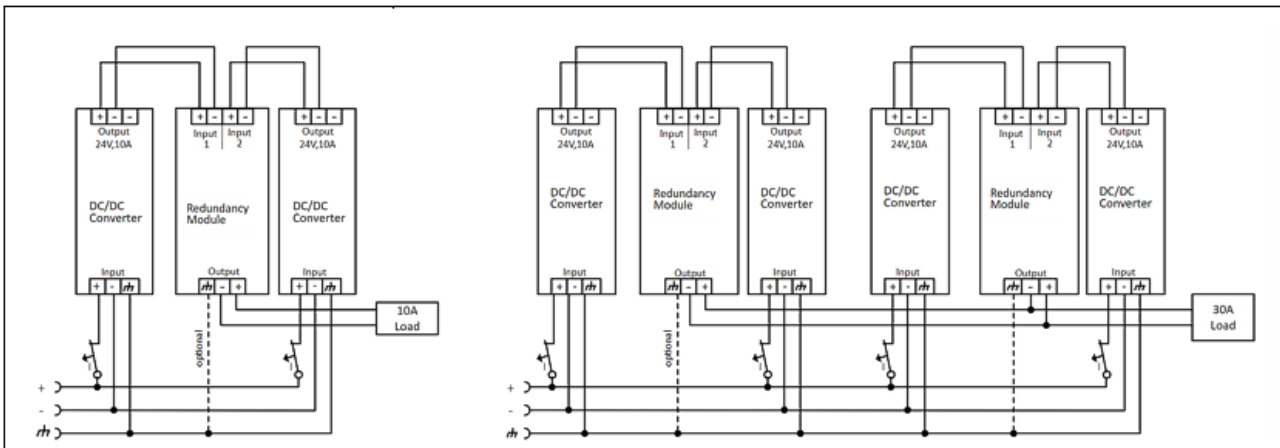 + - -
Output
24V,10A
DC/DC
Converter
Input
+ -
+ - + -
Input Input
1 2
Redundancy
Module
Output
- +
+ - -
Output
24V,10A
DC/DC
Converter
Input
+ -
10A
Load
optional
+
-
+ - -
Output
24V,10A
DC/DC
Converter
Input
+ -
+ - + -
Input Input
1 2
Redundancy
Module
Output
- +
+ - -
Output
24V,10A
DC/DC
Converter
Input
+ -
+ - -
Output
24V,10A
DC/DC
Converter
Input
+ -
+ - + -
Input Input
1 2
Redundancy
Module
Output
- +
+ - -
Output
24V,10A
DC/DC
Converter
Input
+ -
30A
Load
optional
+
-